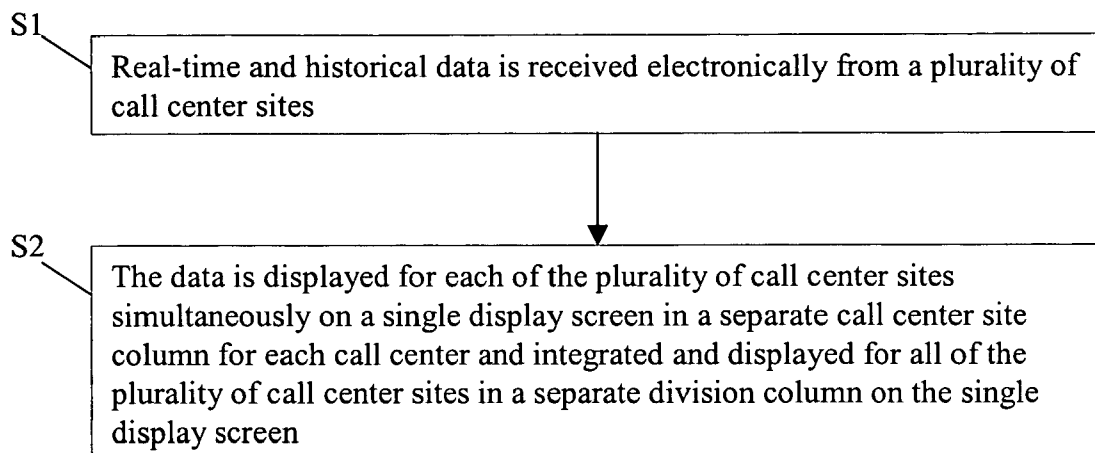 S1
Real-time and historical data is received electronically from a plurality of
call center sites
S2
The data is displayed for each of the plurality of call center sites
simultaneously on a single display screen in a separate call center site
column for each call center and integrated and displayed for all of the
plurality of call center sites in a separate division column on the single
display screen